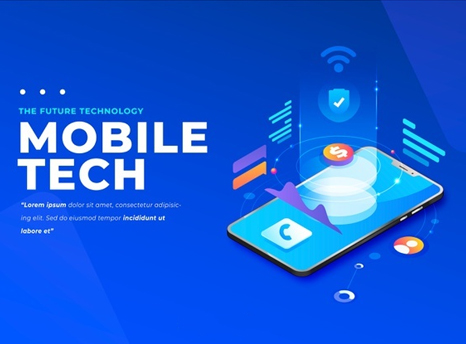 THE FUTURE TECHNOLOGY
MOBILE
TECH
"Lorem ipsum dolor sit amet, consectetur adipisic-
ing elit. Sed do eiusmod tempor incididunt ut
labore et"
$